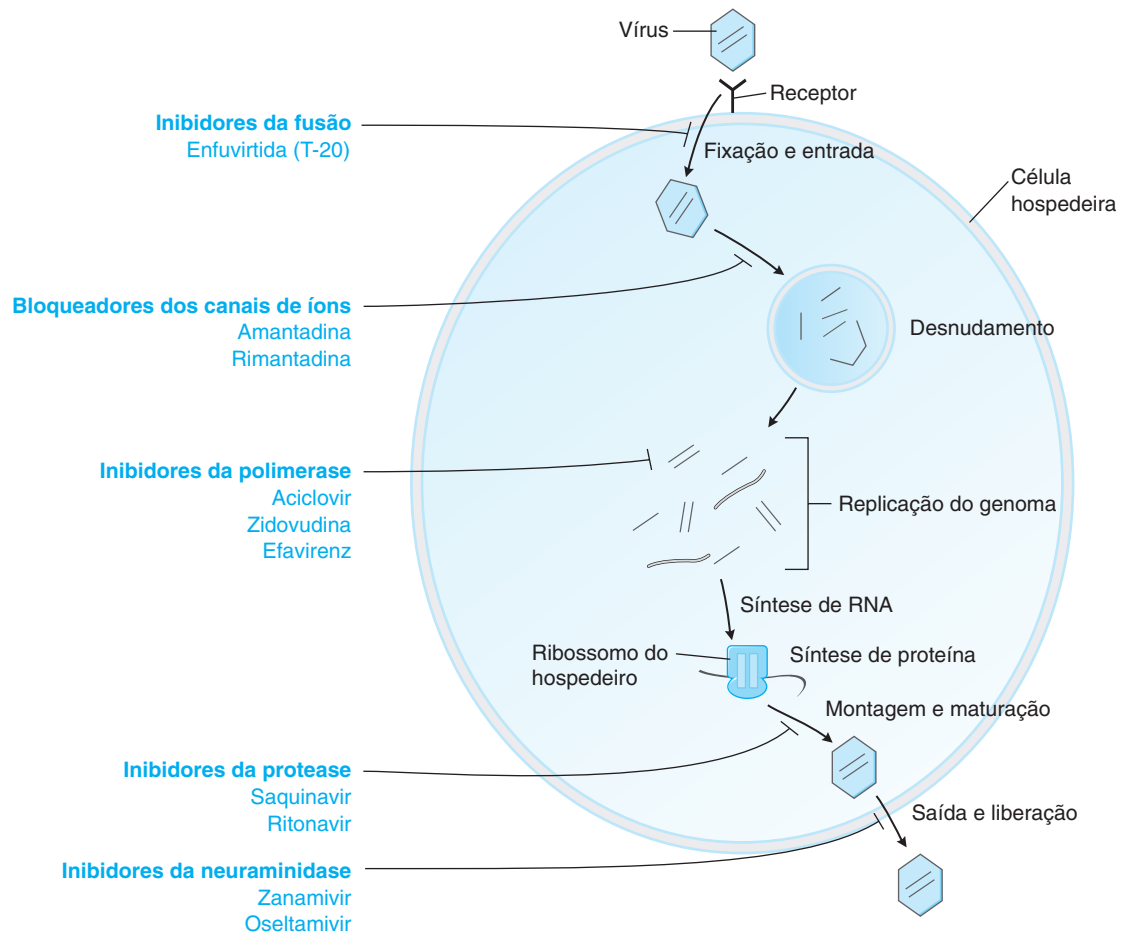 Vírus
Receptor
Inibidores da fusão
Enfuvirtida (T-20)
Fixação e entrada
Célula
hospedeira
Bloqueadores dos canais de íons
Amantadina
Rimantadina
Desnudamento
Inibidores da polimerase
Aciclovir
Zidovudina
Efavirenz
Replicação do genoma
Síntese de RNA
Ribossomo do
hospedeiro
Síntese de proteína
Montagem e maturação
Inibidores da protease
Saquinavir
Ritonavir
Saída e liberação
Inibidores da neuraminidase
Zanamivir
Oseltamivir